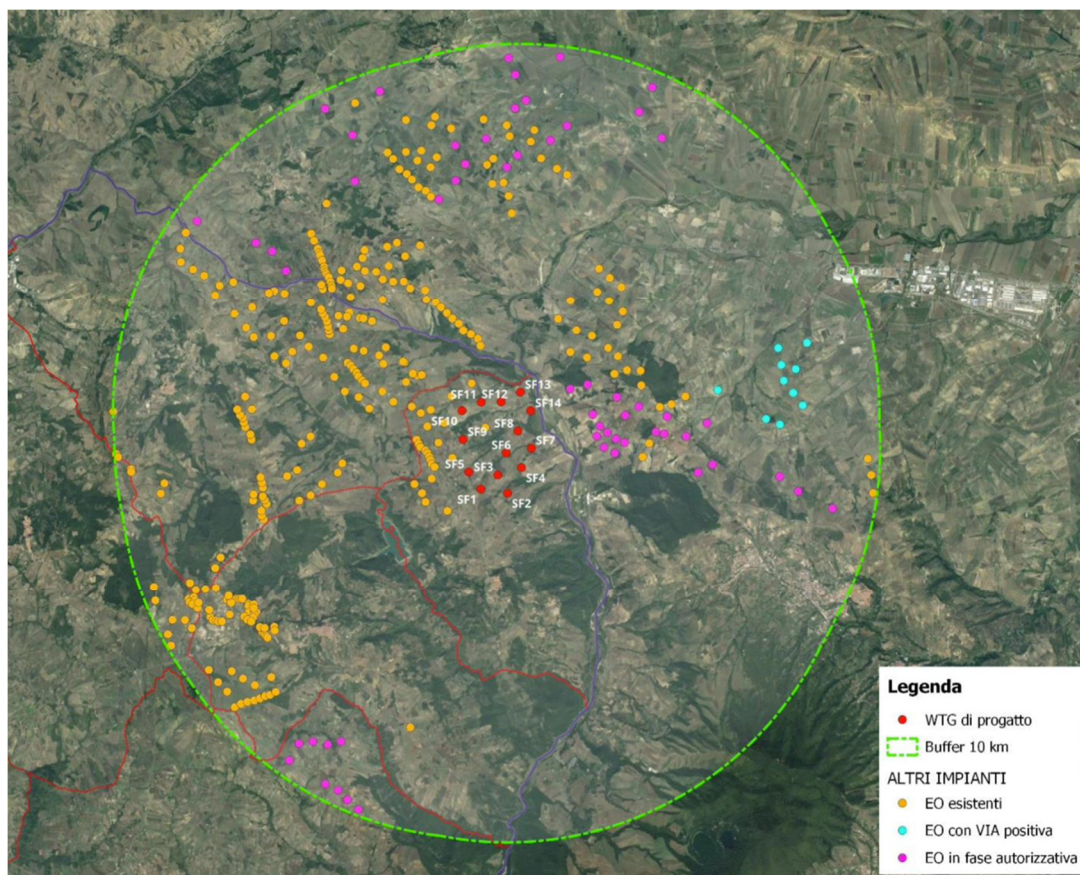 SF13
SF11 SF12
SF14
SF10
SF8
SF9
SF7
SF6
SF5
SF3
SF4
SF1
SF2
Legenda
WTG di progatto
Buffer 10 km
ALTRI IMPIANTI
EO esistenti
EO con VIA positiva
EO in fase autorizzativa